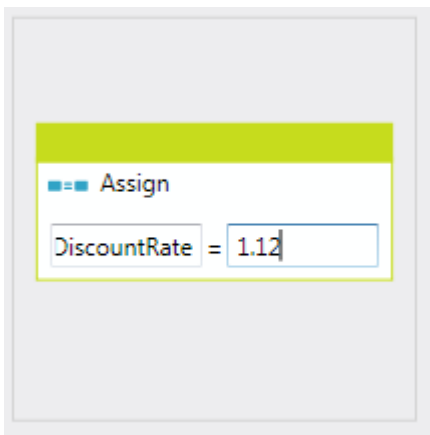 Assign
DiscountRate = 1.12